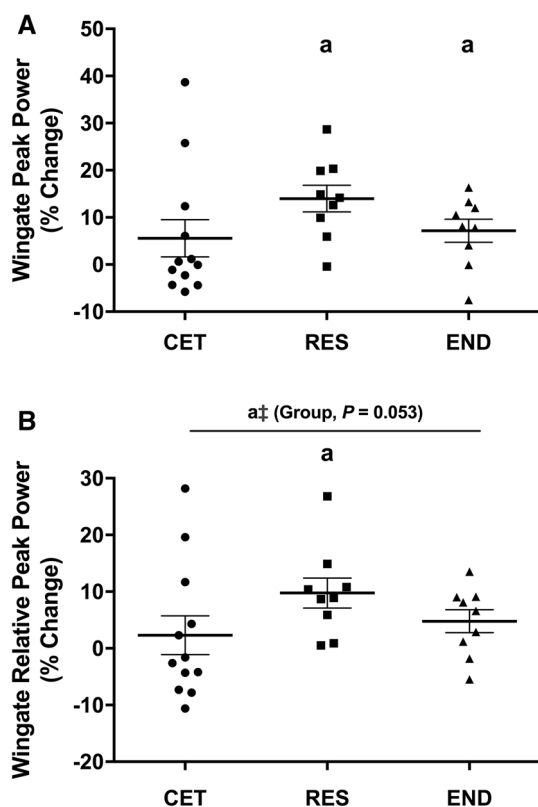 A
Wingate Peak Power
(% Change)
50
40
30
20
10
0
-10
a
a
CET
RES
END
B
a‡ (Group, P = 0.053)
Wingate Relative Peak Power
(% Change)
30
20
10
0
-10
-20
a
CET
RES
END